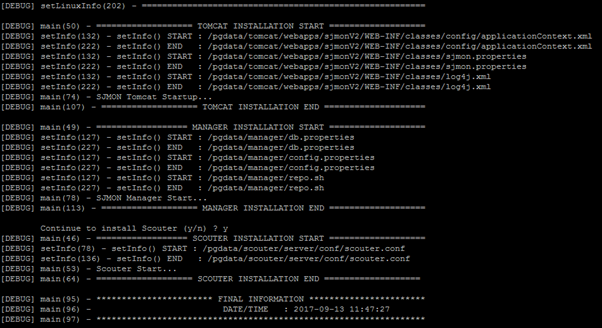 [DEBUG] setLinuxInfo(202) - ========================================================
[DEBUG] main(50) - =================== TOMCAT INSTALLATION START ===================
[DEBUG] setInfo(132) - setInfo() START : /pgdata/tomcat/webapps/sjmonV2/WEB-INF/classes/config/applicationContext.xml
[DEBUG] setInfo(222) - setInfo() END   : /pgdata/tomcat/webapps/sjmonV2/WEB-INF/classes/config/applicationContext.xml
[DEBUG] setInfo(132) - setInfo() START : /pgdata/tomcat/webapps/sjmonV2/WEB-INF/classes/sjmon.properties
[DEBUG] setInfo(222) - setInfo() END   : /pgdata/tomcat/webapps/sjmonV2/WEB-INF/classes/sjmon.properties
[DEBUG] setInfo(132) - setInfo() START : /pgdata/tomcat/webapps/sjmonV2/WEB-INF/classes/log4j.xml
[DEBUG] setInfo(222) - setInfo() END   : /pgdata/tomcat/webapps/sjmonV2/WEB-INF/classes/log4j.xml
[DEBUG] main(74) - SJMON Tomcat Startup...
[DEBUG] main(107) - =================== TOMCAT INSTALLATION END ====================
[DEBUG] main(49) - =================== MANAGER INSTALLATION START ===================
[DEBUG] setInfo(127) - setInfo() START : /pgdata/manager/db.properties
[DEBUG] setInfo(227) - setInfo() END   : /pgdata/manager/db.properties
[DEBUG] setInfo(127) - setInfo() START : /pgdata/manager/config.properties
[DEBUG] setInfo(227) - setInfo() END   : /pgdata/manager/config.properties
[DEBUG] setInfo(127) - setInfo() START : /pgdata/manager/repo.sh
[DEBUG] setInfo(227) - setInfo() END   : /pgdata/manager/repo.sh
[DEBUG] main(78) - SJMON Manager Start...
[DEBUG] main(113) - =================== MANAGER INSTALLATION END ===================
Continue to install Scouter (y/n) ? y
[DEBUG] main(46) - ================== SCOUTER INSTALLATION START ===================
[DEBUG] setInfo(78) - setInfo() START : /pgdata/scouter/server/conf/scouter.conf
[DEBUG] setInfo(136) - setInfo() END   : /pgdata/scouter/server/conf/scouter.conf
[DEBUG] main(53) - Scouter Start...
[DEBUG] main(64) - =================== SCOUTER INSTALLATION END ===================
[DEBUG] main(95) - *********************** FINAL INFORMATION ***********************
[DEBUG] main(96) -                         DATE/TIME   : 2017-09-13 11:47:27
[DEBUG] main(97) - *****************************************************************